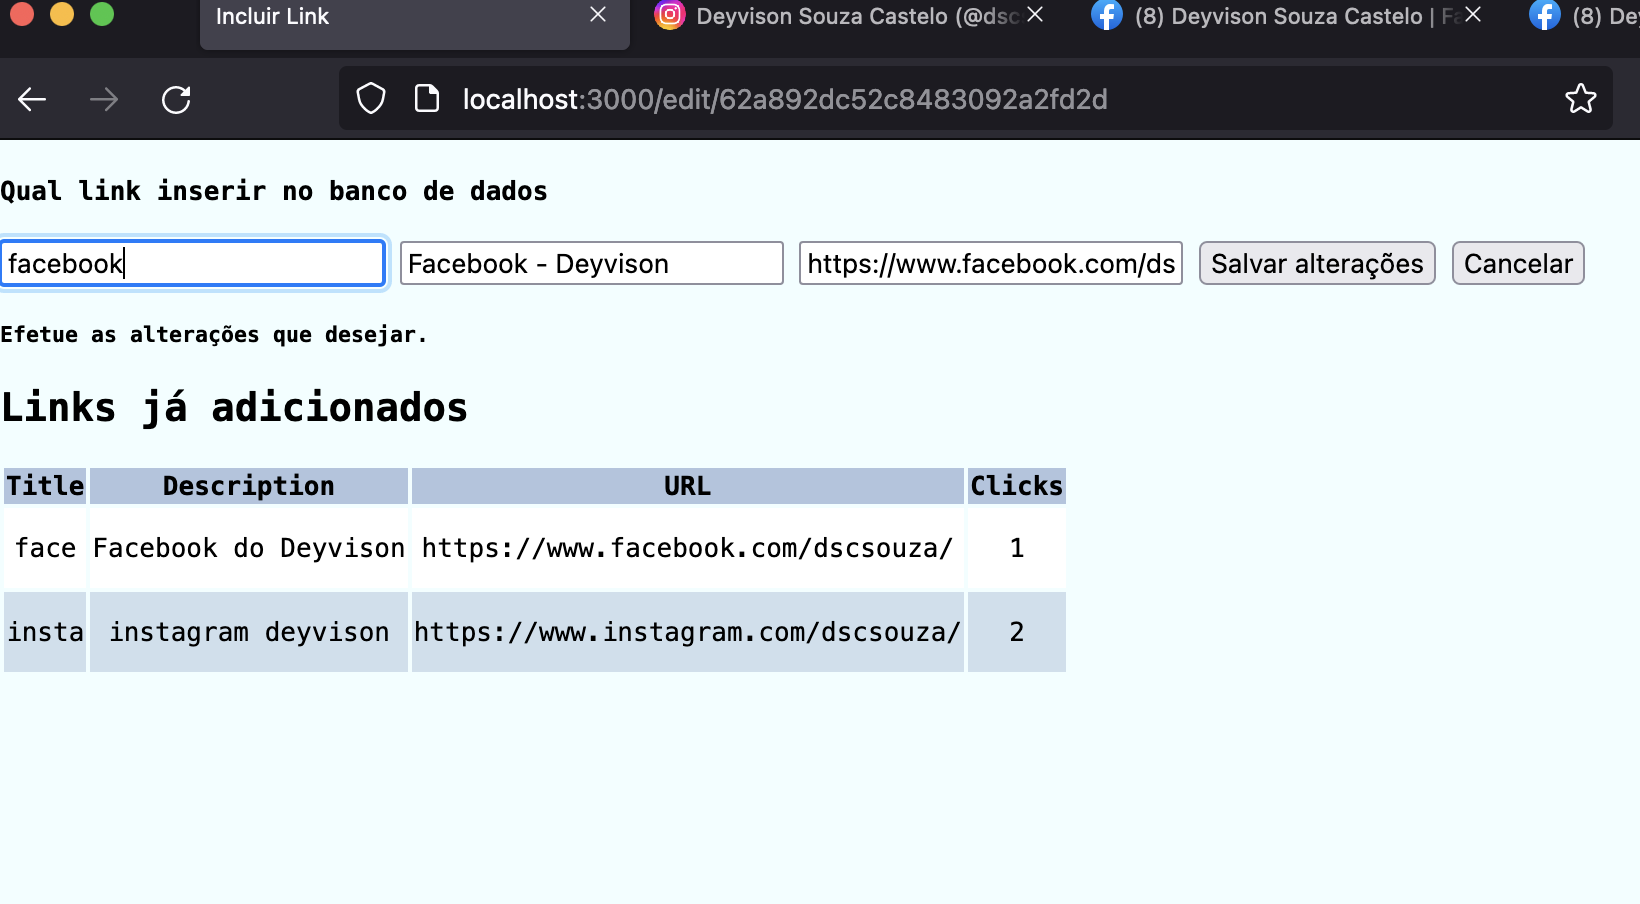 Incluir Link
Deyvison Souza Castelo (@dsc
(8) Deyvison Souza Castelo | Fa
(8) De
localhost:3000/edit/62a892dc52c8483092a2fd2d
Qual link inserir no banco de dados
facebook Facebook - Deyvison https://www.facebook.com/ds Salvar alterações Cancelar
Efetue as alterações que desejar.
Links já adicionados
Title Description URL Clicks
face Facebook do Deyvison https://www.facebook.com/dscsouza/ 1
insta instagram deyvison https://www.instagram.com/dscsouza/ 2